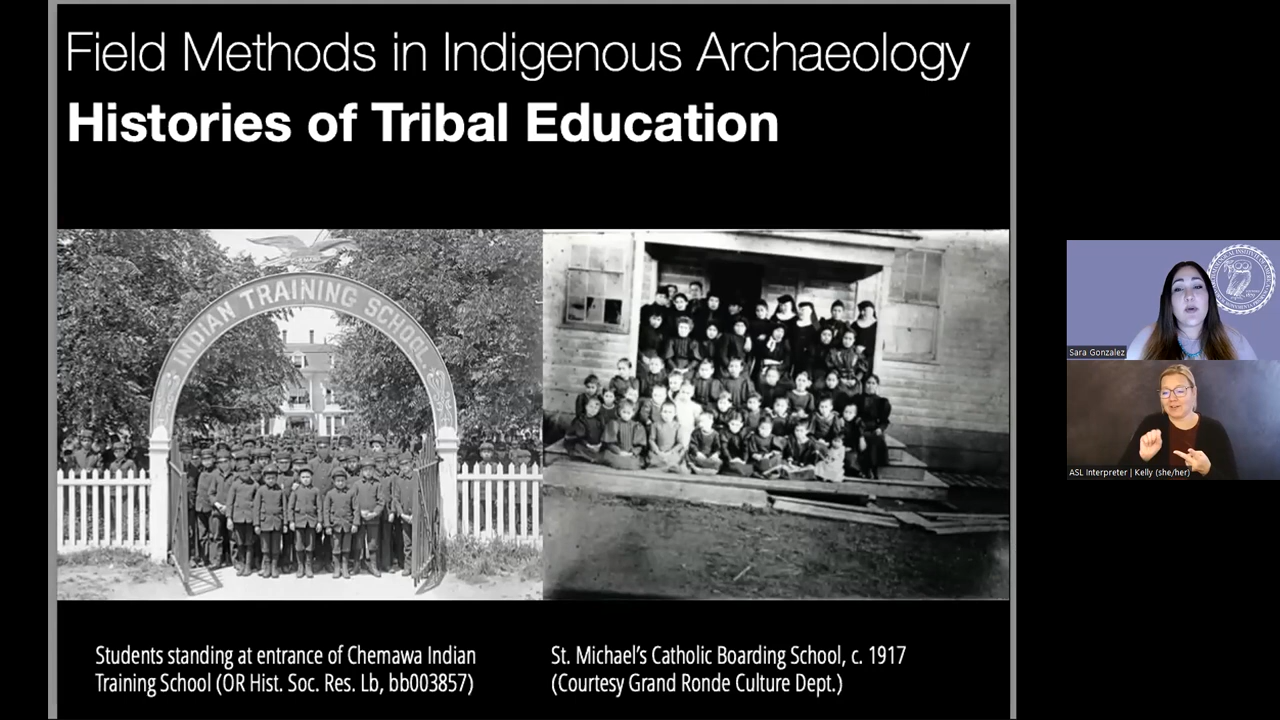 Field Methods in Indigenous Archaeology
Histories of Tribal Education
CHEMAWA
INDIAN TRAINING SCHOOL
Sara Gonzalez
ASL Interpreter | Kelly (she/her)
Students standing at entrance of Chemawa Indian
Training School (OR Hist. Soc. Res. Lb, bb003857)
St. Michael's Catholic Boarding School, c. 1917
(Courtesy Grand Ronde Culture Dept.)